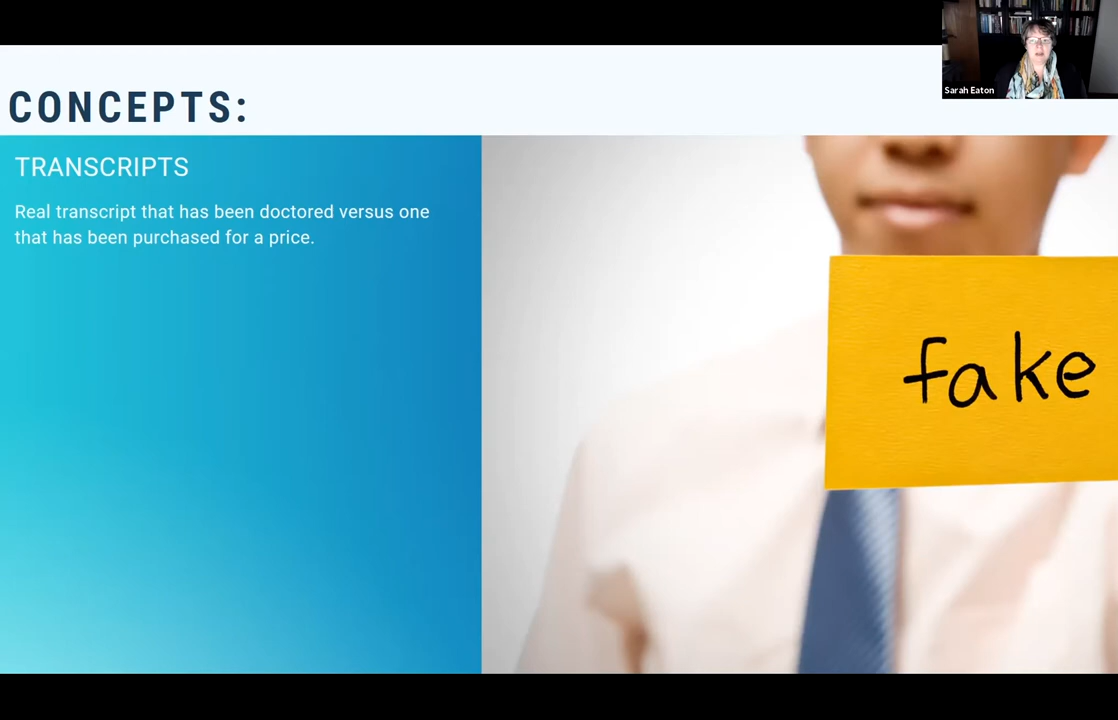 CONCEPTS:
TRANSCRIPTS
Real transcript that has been doctored versus one
that has been purchased for a price.
fake
Sarah Eaton